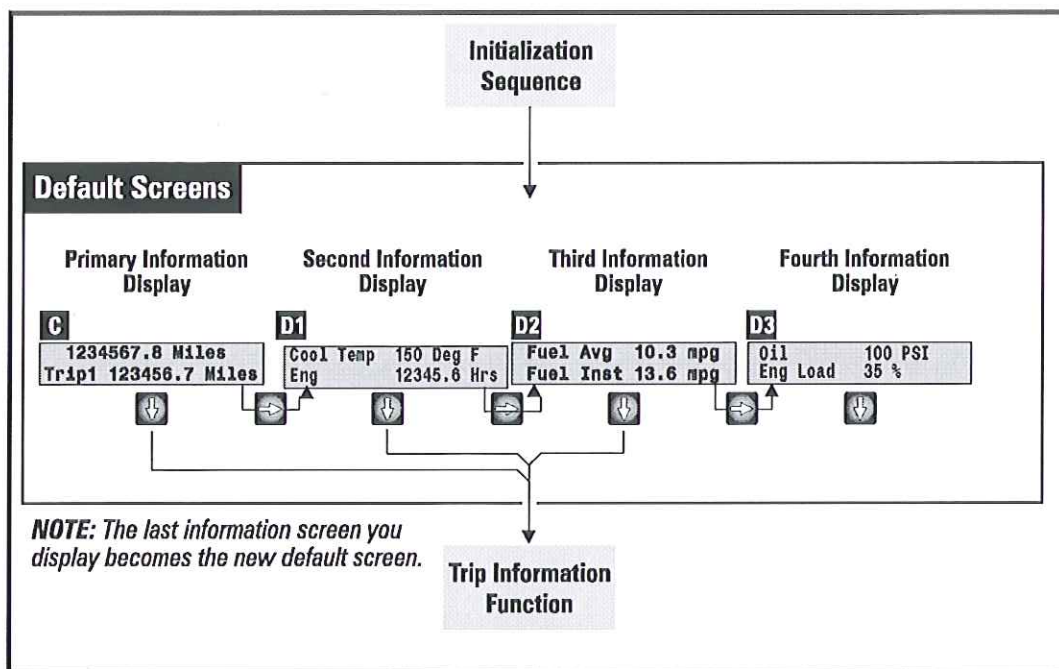 Initialization
Sequence
Default Screens
Primary Information
Display
Second Information
Display
Third Information
Display
Fourth Information
Display
C
1234567.8 Miles
Trip1 123456.7 Miles
D1
Cool Temp 150 Deg F
Eng 12345.6 Hrs
D2
Fuel Avg 10.3 mpg
Fuel Inst 13.6 mpg
D3
Oil 100 PSI
Eng Load 35 %
NOTE: The last information screen you
display becomes the new default screen.
Trip Information
Function